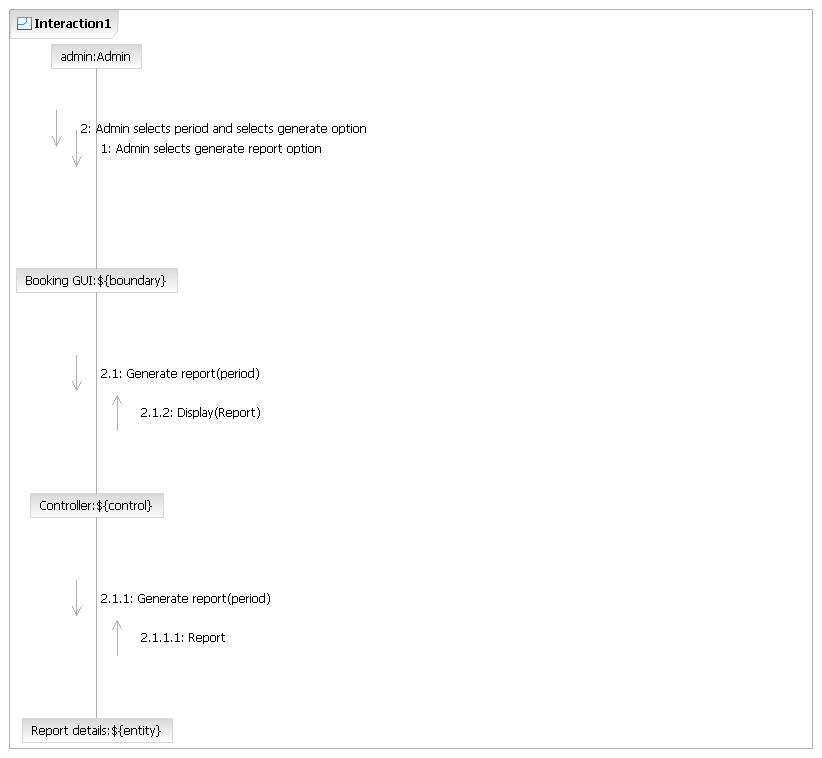 Interaction1
admin:Admin
2: Admin selects period and selects generate option
1: Admin selects generate report option
Booking GUI:${boundary}
2.1: Generate report(period)
2.1.2: Display(Report)
Controller:${control}
2.1.1: Generate report(period)
2.1.1.1: Report
Report details:${entity}